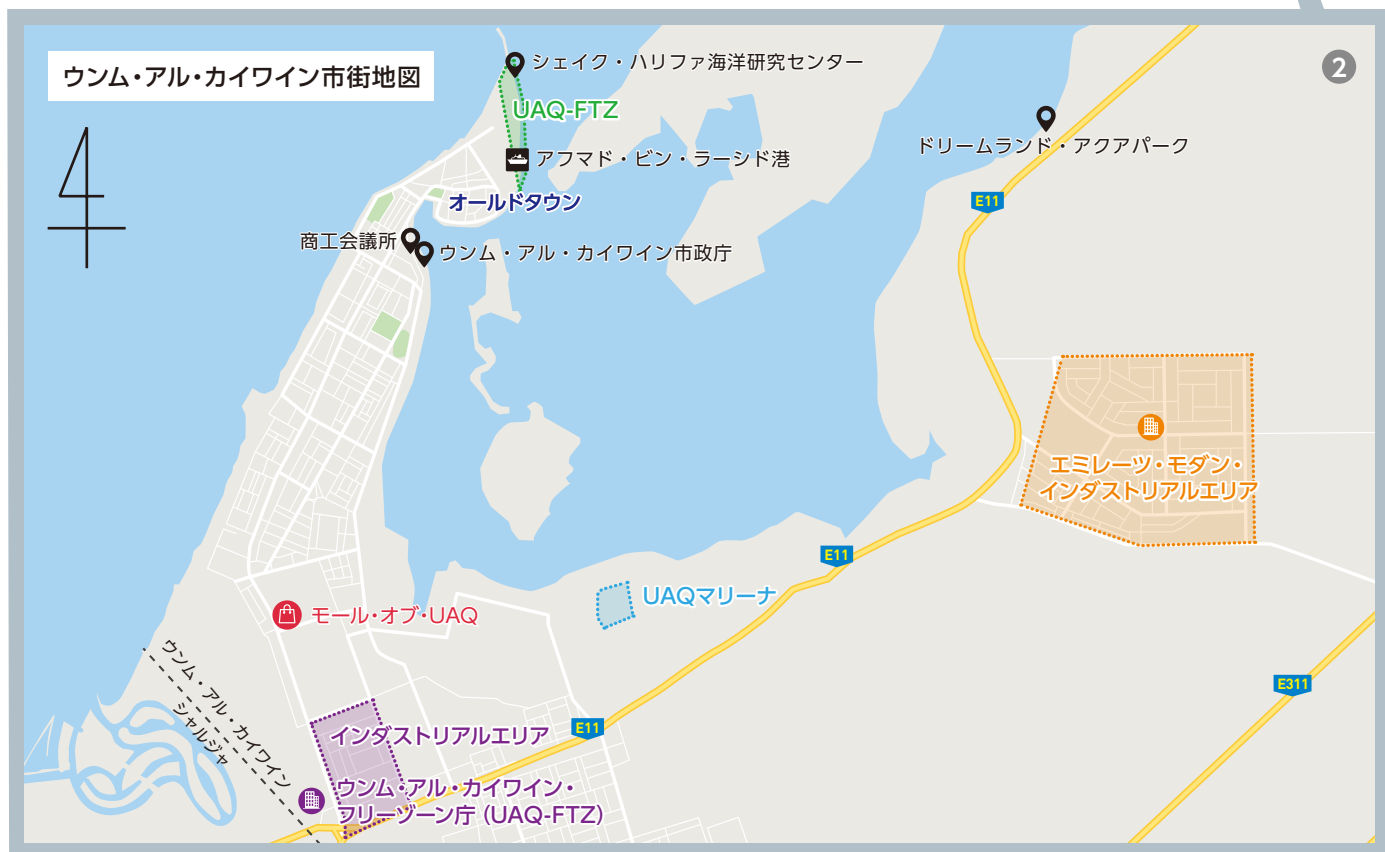 ウンム・アル・カイワイン市街地図
2
シェイク・ハリファ海洋研究センター
UAQ-FTZ
アフマド・ビン・ラーシド港
ドリームランド・アクアパーク
オールドタウン
E11
商工会議所
ウンム・アル・カイワイン市政庁
エミレーツ・モダン・
インダストリアルエリア
E11
UAQマリーナ
モール・オブ・UAQ
ウンム・アル・カイワイン
シャルジャ
E311
インダストリアルエリア
E11
ウンム・アル・カイワイン・
フリーゾーン庁 (UAQ-FTZ)